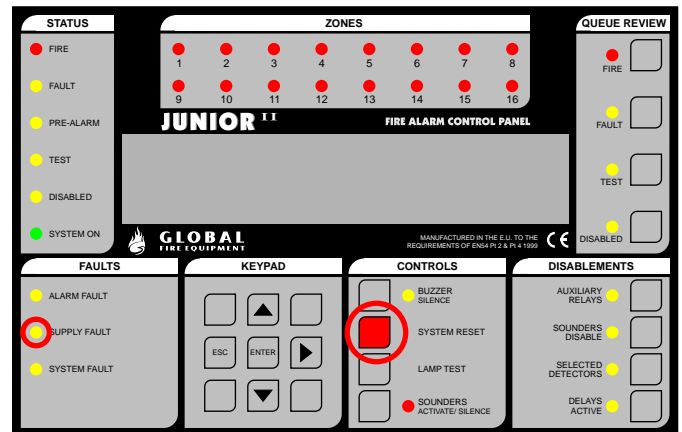 STATUS
FIRE
FAULT
PRE-ALARM
TEST
DISABLED
SYSTEM ON
ZONES
1 2 3 4 5 6 7 8
9 10 11 12 13 14 15 16
JUNIOR II
FIRE ALARM CONTROL PANEL
GLOBAL
FIRE EQUIPMENT
MANUFACTURED IN THE E.U. TO THE
REQUIREMENTS OF EN54 Pt 2 & Pt 4 1999
CE
QUEUE REVIEW
FIRE
FAULT
TEST
DISABLED
FAULTS
ALARM FAULT
SUPPLY FAULT
SYSTEM FAULT
KEYPAD
ESC ENTER
CONTROLS
BUZZER
SILENCE
SYSTEM RESET
LAMP TEST
SOUNDERS
ACTIVATE/ SILENCE
DISABLEMENTS
AUXILIARY
RELAYS
SOUNDERS
DISABLE
SELECTED
DETECTORS
DELAYS
ACTIVE